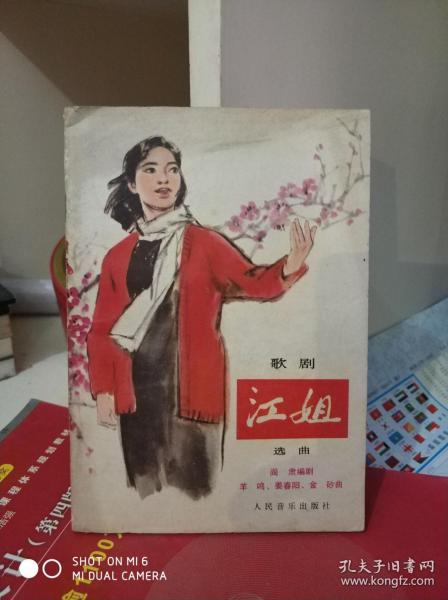 歌剧
江姐
选曲
阎肃编剧
羊鸣、姜春阳、金砂曲
人民音乐出版社
SHOT ON MI 6
MI DUAL CAMERA
孔夫子旧书网
www.kongfz.com